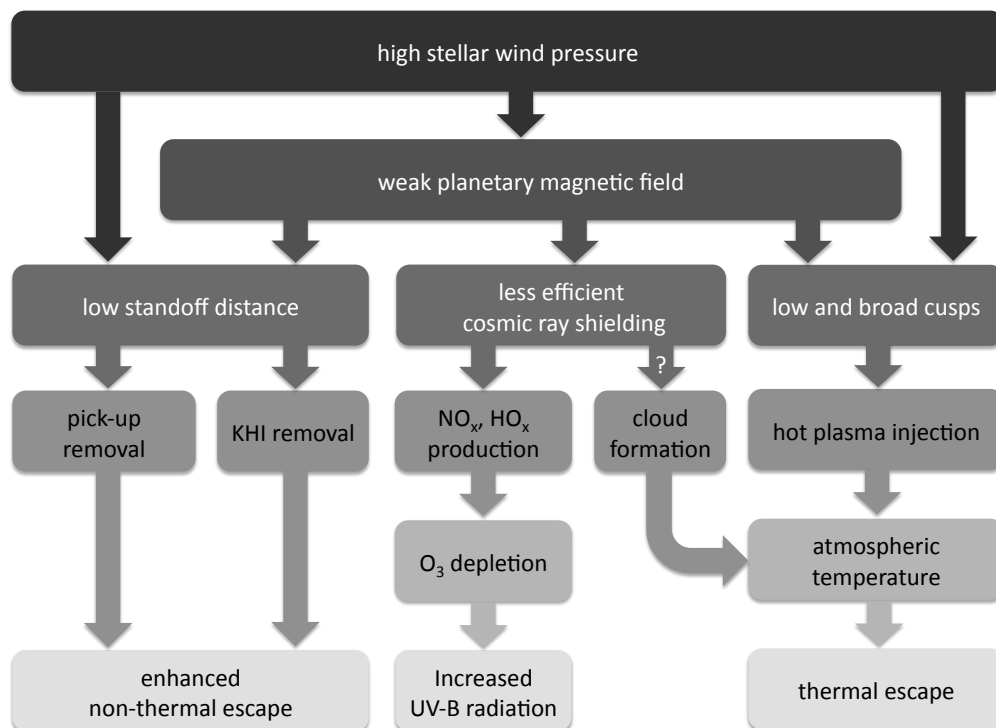 high stellar wind pressure
weak planetary magnetic field
low standoff distance
less efficient
cosmic ray shielding
low and broad cusps
?
pick-up
removal
KHI removal
NOₓ, HOₓ
production
cloud
formation
hot plasma injection
O₃ depletion
atmospheric
temperature
enhanced
non-thermal escape
Increased
UV-B radiation
thermal escape